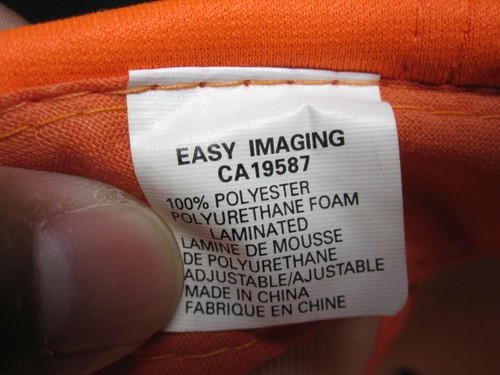 EASY IMAGING
CA19587
100% POLYESTER
POLYURETHANE FOAM
LAMINATED
LAMINE DE MOUSSE
DE POLYURETHANE
ADJUSTABLE/AJUSTABLE
MADE IN CHINA
FABRIQUE EN CHINE